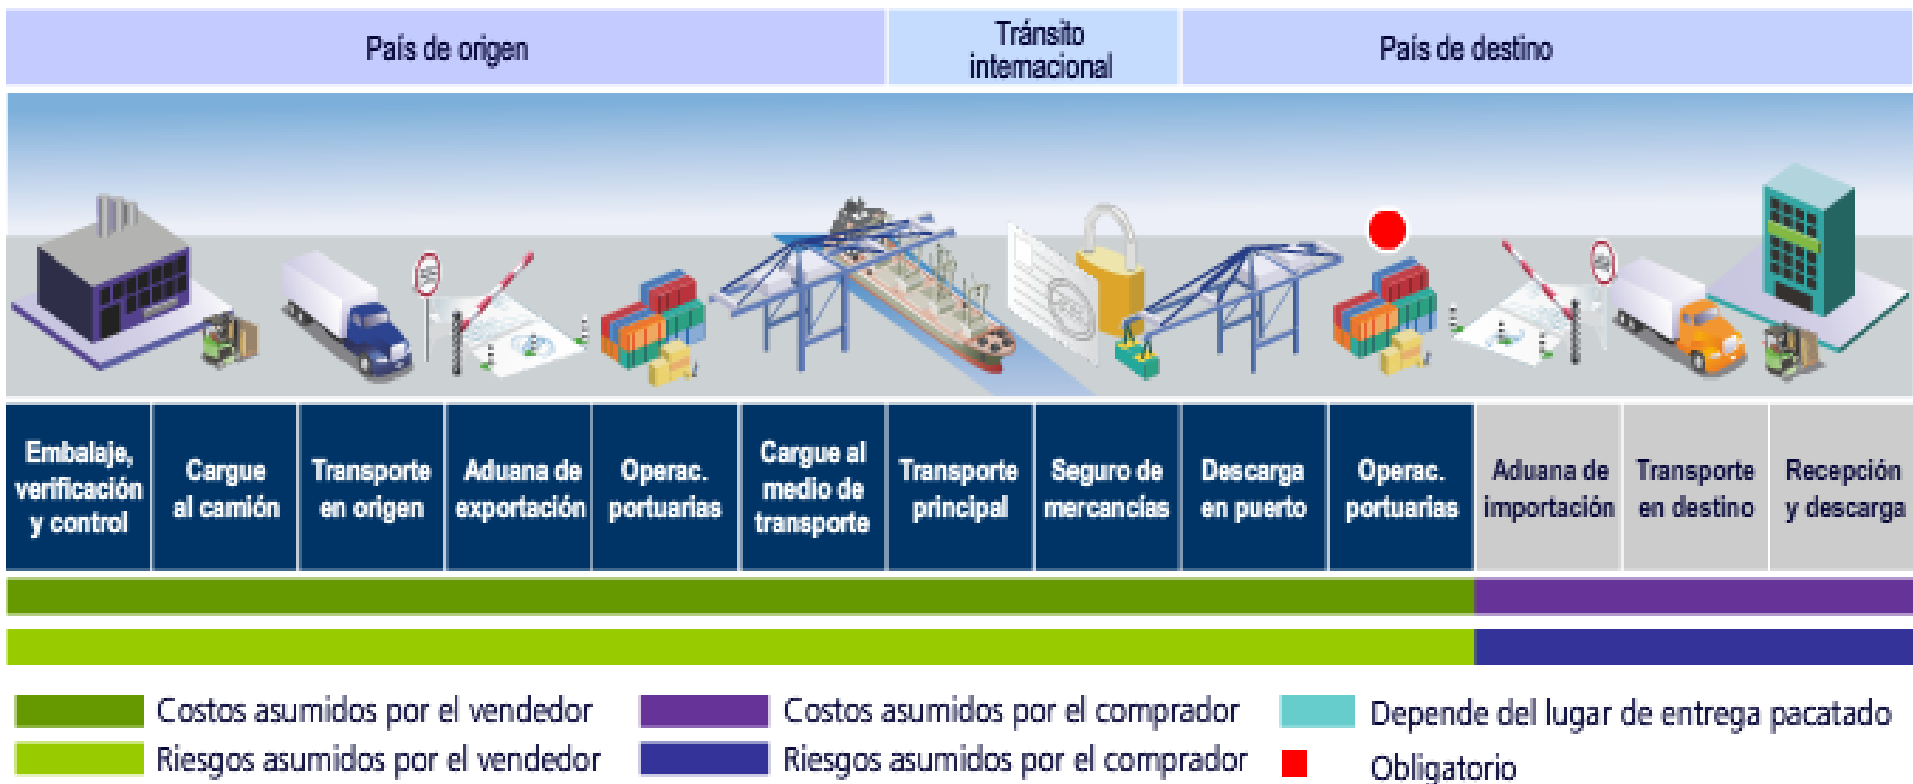 País de origen
Tránsito
internacional
País de destino
Embalaje,
verificación
y control
Cargue
al camión
Transporte
en origen
Aduana de
exportación
Operac.
portuarias
Cargue al
medio de
transporte
Transporte
principal
Seguro de
mercancías
Descarga
en puerto
Operac.
portuarias
Aduana de
importación
Transporte
en destino
Recepción
y descarga
Costos asumidos por el vendedor
Costos asumidos por el comprador
Depende del lugar de entrega pacatado
Riesgos asumidos por el vendedor
Riesgos asumidos por el comprador
Obligatorio